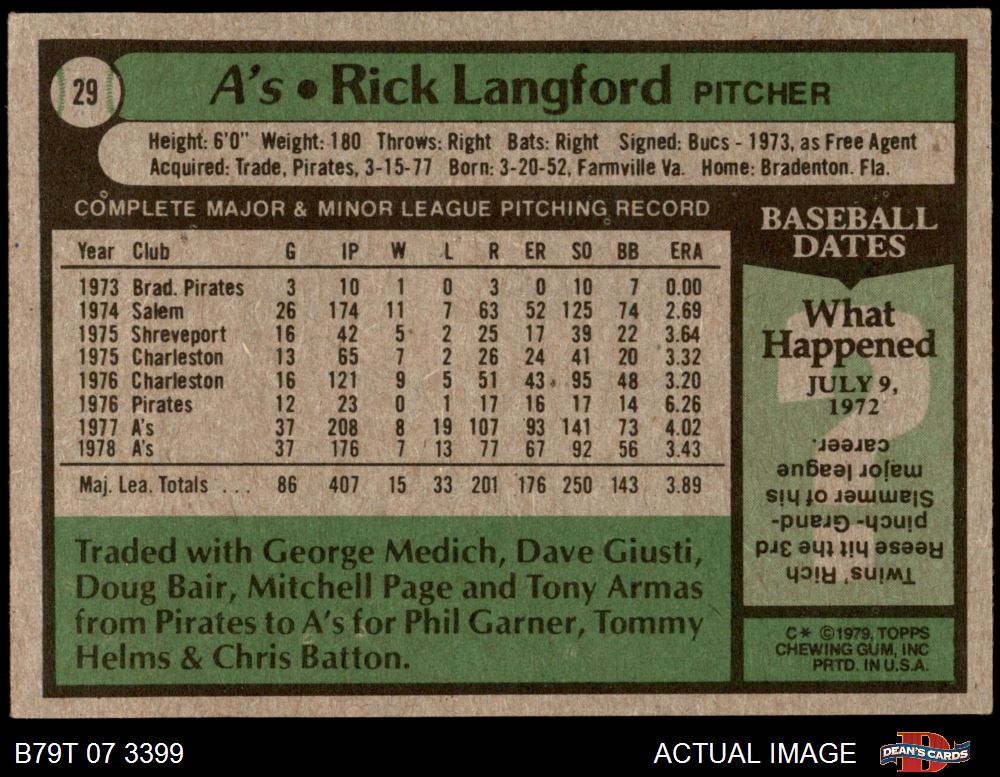 29
A's • Rick Langford PITCHER
Height: 6'0" Weight: 180 Throws: Right Bats: Right Signed: Bucs - 1973, as Free Agent
Acquired: Trade, Pirates, 3-15-77 Born: 3-20-52, Farmville Va. Home: Bradenton. Fla.
COMPLETE MAJOR & MINOR LEAGUE PITCHING RECORD
Year Club G IP W L R ER SO BB ERA
1973 Brad. Pirates 3 10 1 0 3 0 10 7 0.00
1974 Salem 26 174 11 7 63 52 125 74 2.69
1975 Shreveport 16 42 5 2 25 17 39 22 3.64
1975 Charleston 13 65 7 2 26 24 41 20 3.32
1976 Charleston 16 121 9 5 51 43 95 48 3.20
1976 Pirates 12 23 0 1 17 16 17 14 6.26
1977 A's 37 208 8 19 107 93 141 73 4.02
1978 A's 37 176 7 13 77 67 92 56 3.43
Maj. Lea. Totals ... 86 407 15 33 201 176 250 143 3.89
Traded with George Medich, Dave Giusti,
Doug Bair, Mitchell Page and Tony Armas
from Pirates to A's for Phil Garner, Tommy
Helms & Chris Batton.
BASEBALL
DATES
What
Happened
JULY 9,
1972
?
Twins' Rich
Reese hit the 3rd
pinch-Grand-
Slammer of his
major league
career.
C* ©1979, TOPPS
CHEWING GUM, INC
PRTD. IN U.S.A.
B79T 07 3399
ACTUAL IMAGE
DEAN'S CARDS